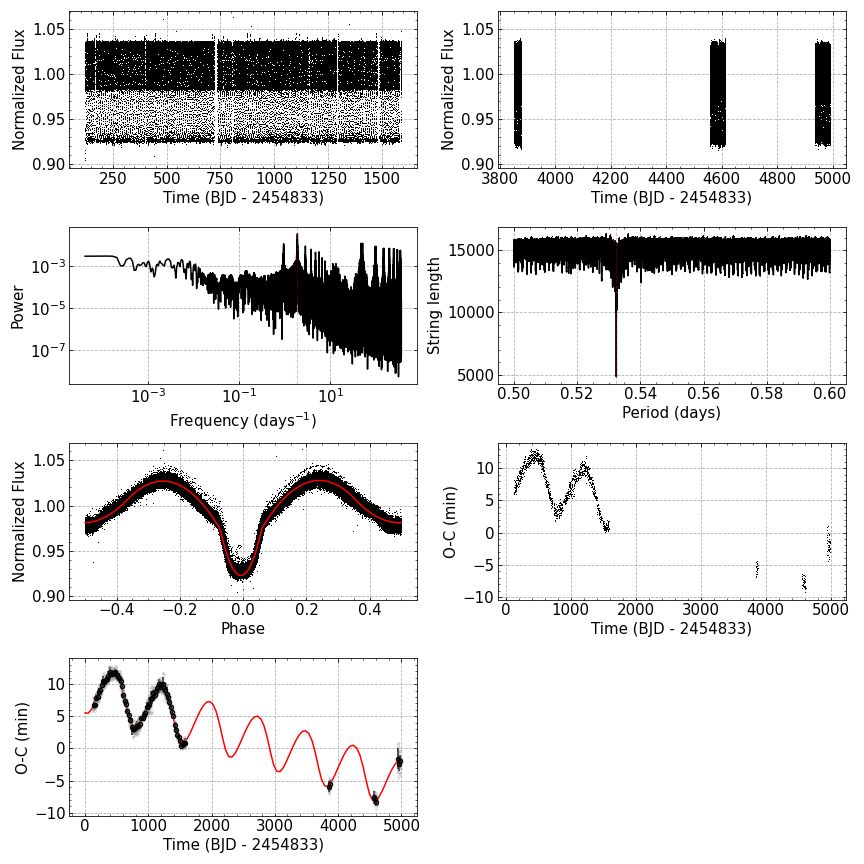 Normalized Flux
1.05
1.00
0.95
0.90
250 500 750 1000 1250 1500
Time (BJD - 2454833)
Normalized Flux
1.05
1.00
0.95
0.90
3800 4000 4200 4400 4600 4800 5000
Time (BJD - 2454833)
Power
10⁻³
10⁻⁵
10⁻⁷
10⁻³ 10⁻¹ 10¹
Frequency (days⁻¹)
String length
15000
10000
5000
0.50 0.52 0.54 0.56 0.58 0.60
Period (days)
Normalized Flux
1.05
1.00
0.95
0.90
−0.4 −0.2 0.0 0.2 0.4
Phase
O-C (min)
10
5
0
−5
−10
0 1000 2000 3000 4000 5000
Time (BJD - 2454833)
O-C (min)
10
5
0
−5
−10
0 1000 2000 3000 4000 5000
Time (BJD - 2454833)